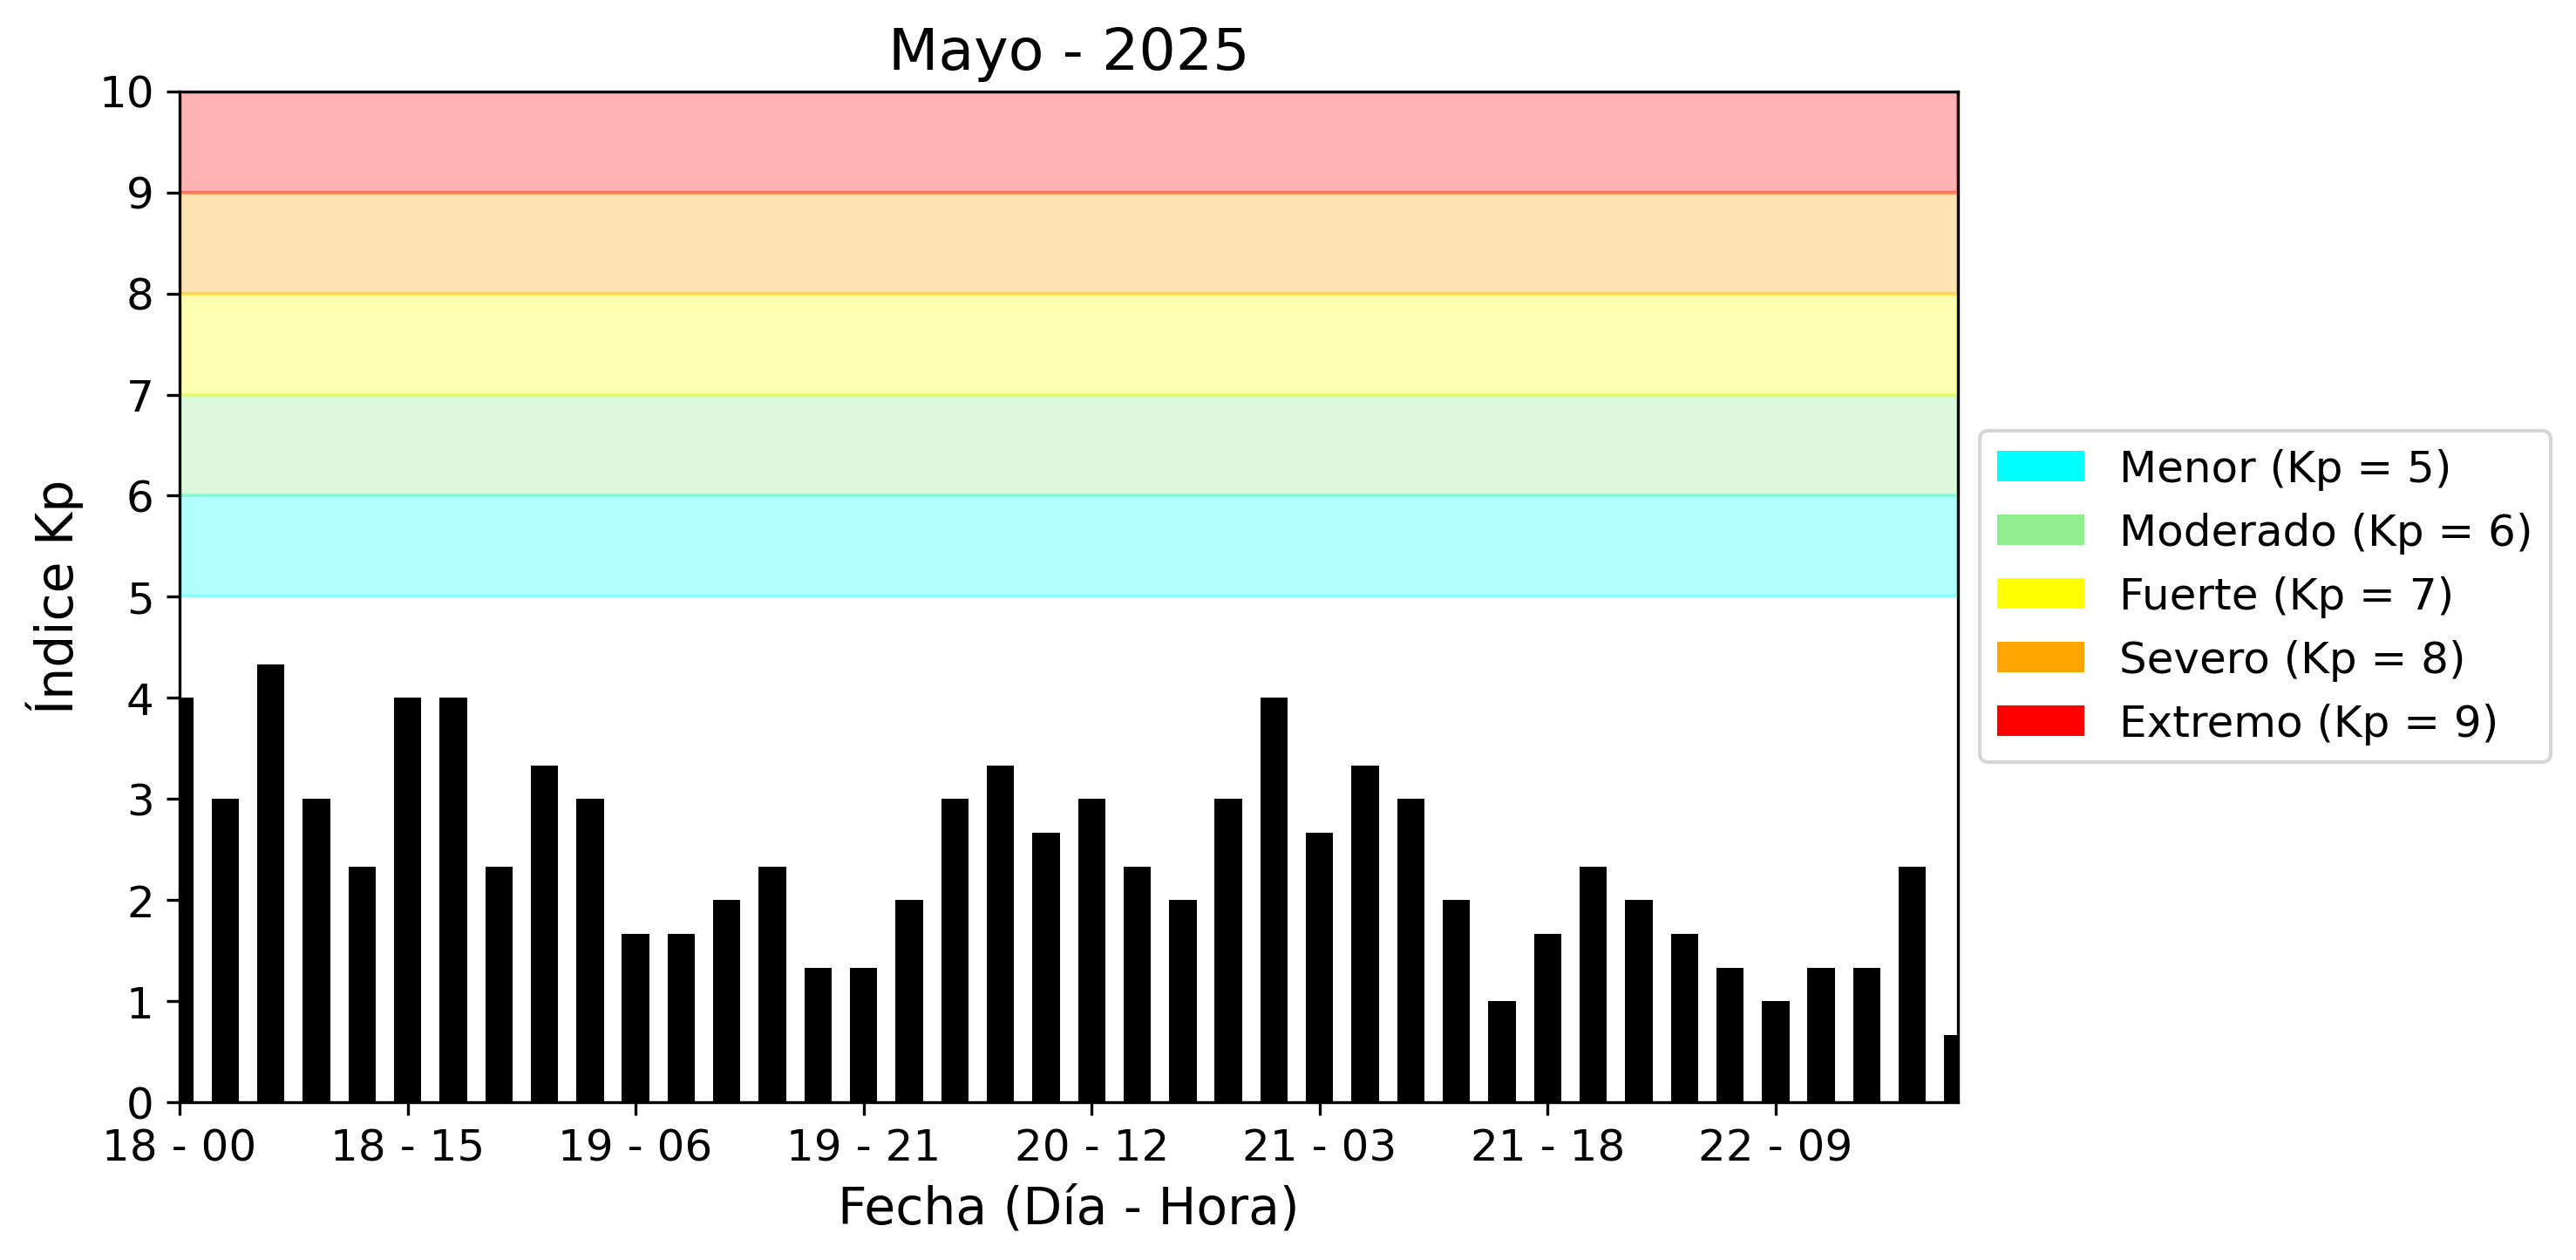 Mayo - 2025
10
9
8
7
6
5
4
3
2
1
0
Índice Kp
18 - 00
18 - 15
19 - 06
19 - 21
20 - 12
21 - 03
21 - 18
22 - 09
Fecha (Día - Hora)
Menor (Kp = 5)
Moderado (Kp = 6)
Fuerte (Kp = 7)
Severo (Kp = 8)
Extremo (Kp = 9)